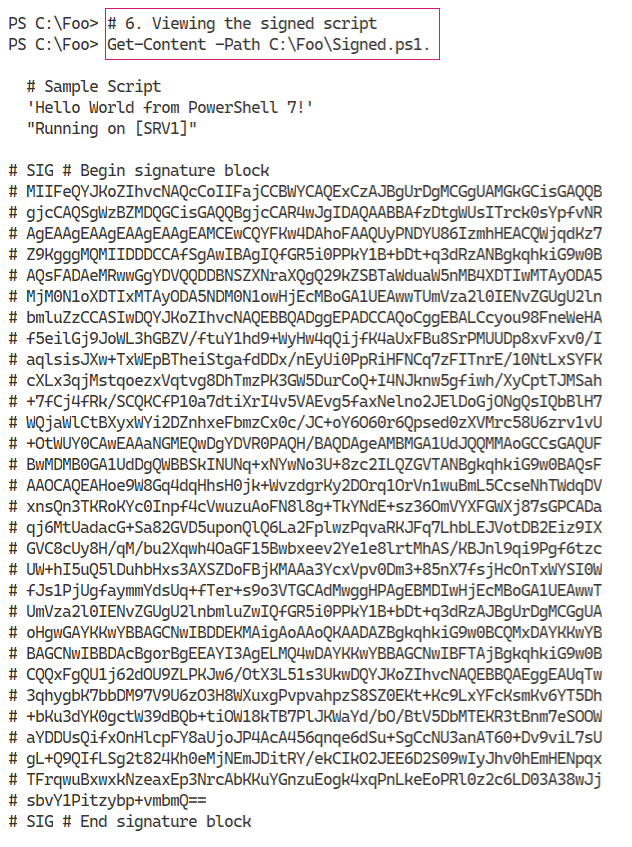 PS C:\Foo> # 6. Viewing the signed script
PS C:\Foo> Get-Content -Path C:\Foo\Signed.ps1.
# Sample Script
'Hello World from PowerShell 7!'
"Running on [SRV1]"
# SIG # Begin signature block
# MIIFeQYJKoZIhvcNAQcCoIIFajCCBWYCAQExCzAJBgUrDgMCGgUAMGkGCisGAQQB
# gjcCAQSgWzBZMDQGCisGAQQBgjcCAR4wJgIDAQAABBAfzDtgWUsITrck0sYpfvNR
# AgEAAgEAAgEAAgEAAgEAMCEwCQYFKw4DAhoFAAQUyPNDYU86IzmhHEACQWjqdKz7
# Z9KgggMQMIIDDDCCAfSgAwIBAgIQfGR5i0PPkY1B+bDt+q3dRzANBgkqhkiG9w0B
# AQsFADAeMRwwGgYDVQQDDBNSZXNraXQgQ29kZSBTaWduaW5nMB4XDTIwMTAyODA5
# MjM0N1oXDTIxMTAyODA5NDM0N1owHjEcMBoGA1UEAwwTUmVza2l0IENvZGUgU2ln
# bmluZzCCASIwDQYJKoZIhvcNAQEBBQADggEPADCCAQoCggEBALCcyou98FneWeHA
# f5eilGj9JoWL3hGBZV/ftuY1hd9+WyHw4qQijfK4aUxFBu8SrPMUUDp8xvFxv0/I
# aqlsisJXw+TxWEpBTheiStgafdDDx/nEyUi0PpRiHFNCq7zFITnrE/10NtLxSYFK
# cXLx3qjMstqoezxVqtvg8DhTmzPK3GW5DurCoQ+I4NJknw5gfiwh/XyCptTJMSah
# +7fCj4fRk/SCQKCfP10a7dtiXrI4v5VAEvg5faxNelno2JElDoGjONgQsIQbBlH7
# WQjaWlCtBXyxWYi2DZnhxeFbmzCx0c/JC+oY6O60r6Qpsed0zXVMrc58U6zrv1vU
# +OtWUY0CAwEAAaNGMEQwDgYDVR0PAQH/BAQDAgeAMBMGA1UdJQQMMAoGCCsGAQUF
# BwMDMB0GA1UdDgQWBBSkINUNq+xNYwNo3U+8zc2ILQZGVTANBgkqhkiG9w0BAQsF
# AAOCAQEAHoe9W8Gq4dqHhsH0jk+WvzdgrKy2DOrq1OrVn1wuBmL5CcseNhTWdqDV
# xnsQn3TKRoKYc0Inpf4cVwuzuAoFN8l8g+TkYNdE+sz36OmVYXFGWXj87sGPCADa
# qj6MtUadacG+Sa82GVD5uponQlQ6La2FplwzPqvaRKJFq7LhbLEJVotDB2Eiz9IX
# GVC8cUy8H/qM/bu2Xqwh4OaGF15Bwbxeev2Ye1e8lrtMhAS/KBJnl9qi9Pgf6tzc
# UW+hI5uQ5lDuhbHxs3AXSZDoFBjKMAAa3YcxVpv0Dm3+85nX7fsjHcOnTxWYSI0W
# fJs1PjUgfaymmYdsUq+fTer+s9o3VTGCAdMwggHPAgEBMDIwHjEcMBoGA1UEAwwT
# UmVza2l0IENvZGUgU2lnbmluZwIQfGR5i0PPkY1B+bDt+q3dRzAJBgUrDgMCGgUA
# oHgwGAYKKwYBBAGCNwIBDDEKMAigAoAAoQKAADAZBgkqhkiG9w0BCQMxDAYKKwYB
# BAGCNwIBBDAcBgorBgEEAYI3AgELMQ4wDAYKKwYBBAGCNwIBFTAjBgkqhkiG9w0B
# CQQxFgQU1j62dOU9ZLPKJw6/OtX3L51s3UkwDQYJKoZIhvcNAQEBBQAEggEAUqTw
# 3qhygbK7bbDM97V9U6zO3H8WXuxgPvpvahpzS8SZ0EKt+Kc9LxYFcKsmKv6YT5Dh
# +bKu3dYK0gctW39dBQb+tiOW18kTB7PlJKWaYd/bO/BtV5DbMTEKR3tBnm7eSOOW
# aYDDUsQifxOnHlcpFY8aUjoJP4AcA456qnqe6dSu+SgCcNU3anAT60+Dv9viL7sU
# gL+Q9QIfLSg2t824Kh0eMjNEmJDitRY/ekCIkO2JEE6D2S09wIyJhv0hEmHENpqx
# TFrqwuBxwxkNzeaxEp3NrcAbKKuYGnzuEogk4xqPnLkeEoPRl0z2c6LD03A38wJj
# sbvY1Pitzybp+vmbmQ==
# SIG # End signature block